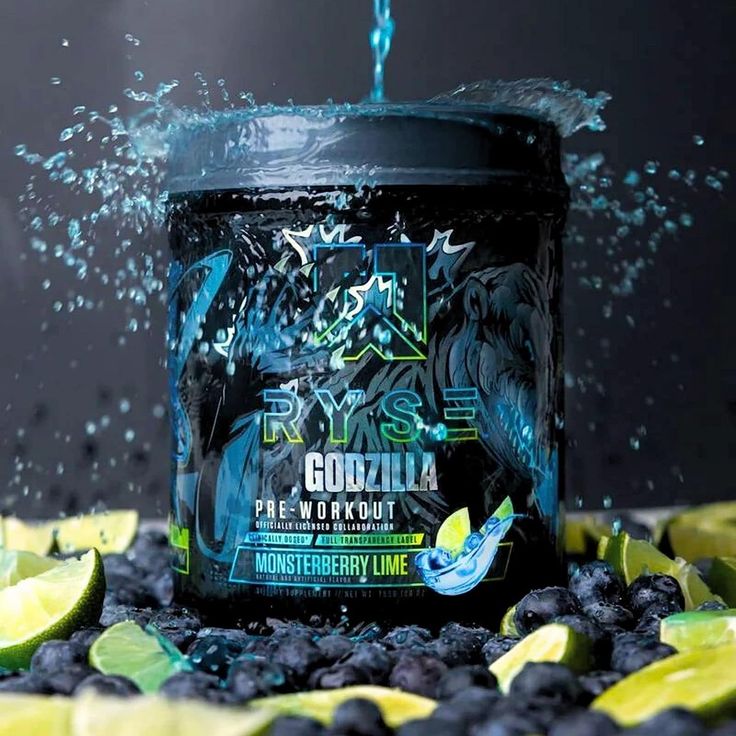 RYSE
GODZILLA
PRE-WORKOUT
OFFICIALLY LICENSED COLLABORATION
CLINICALLY DOSED* FULL TRANSPARENCY LABEL
MONSTERBERRY LIME
NATURAL AND ARTIFICIAL FLAVOR